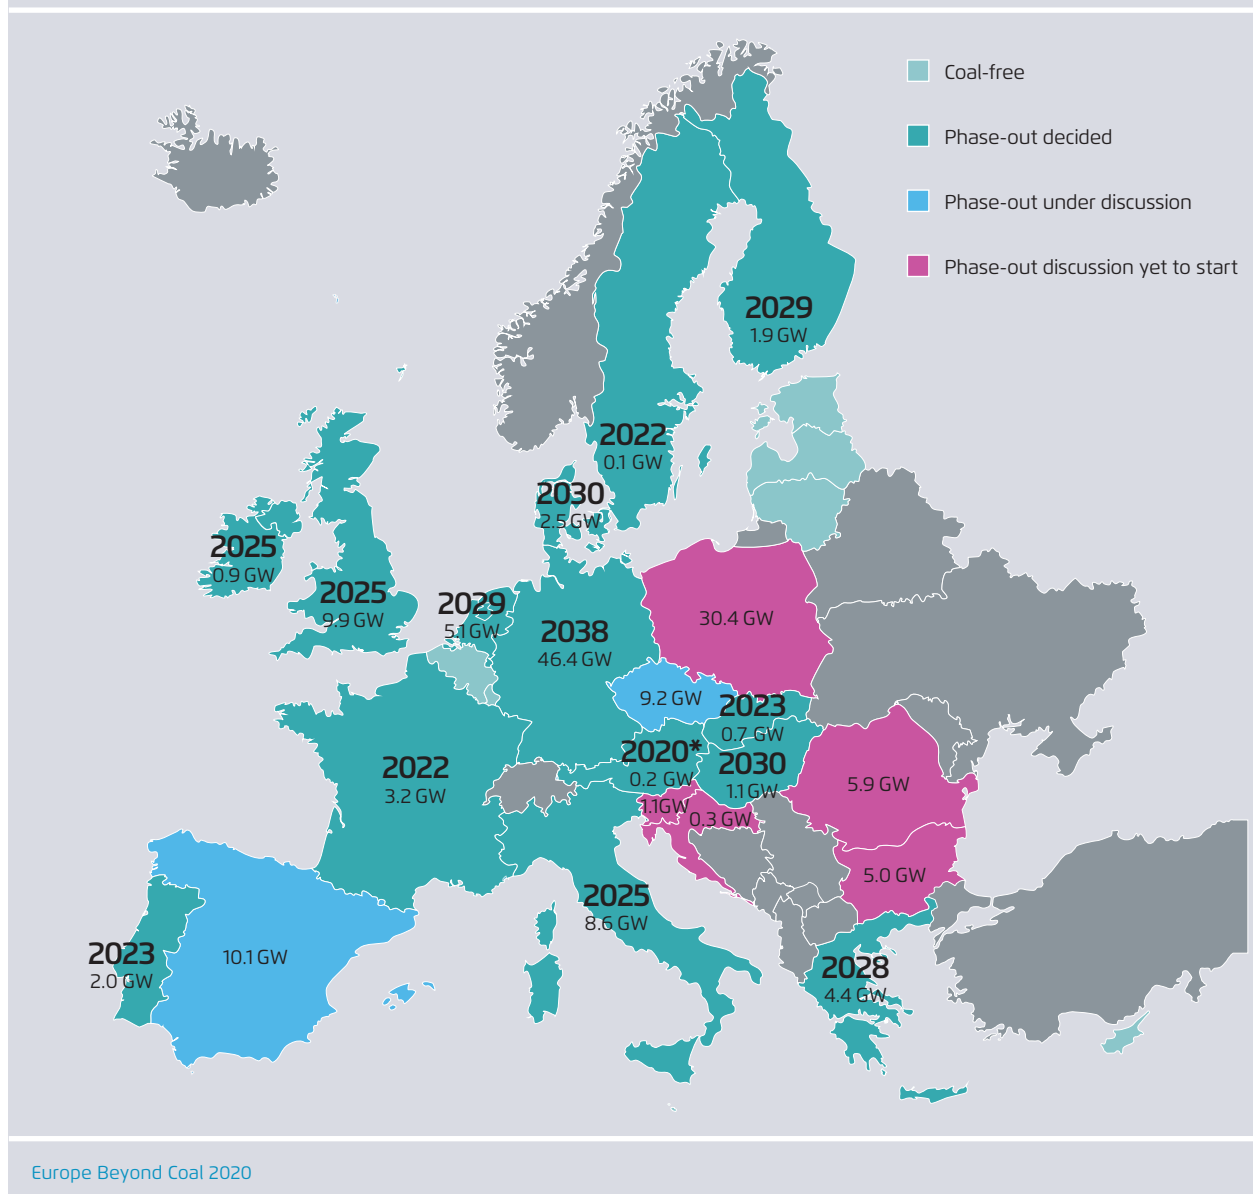 Coal-free
Phase-out decided
Phase-out under discussion
Phase-out discussion yet to start
2029
1.9 GW
2022
0.1 GW
2030
2.5 GW
2025
0.9 GW
2025
9.9 GW
2029
5.1 GW
2038
46.4 GW
30.4 GW
9.2 GW
2023
0.7 GW
2020*
0.2 GW
2030
1.1 GW
2022
3.2 GW
1.1 GW
0.3 GW
5.9 GW
5.0 GW
2025
8.6 GW
2023
2.0 GW
10.1 GW
2028
4.4 GW
Europe Beyond Coal 2020